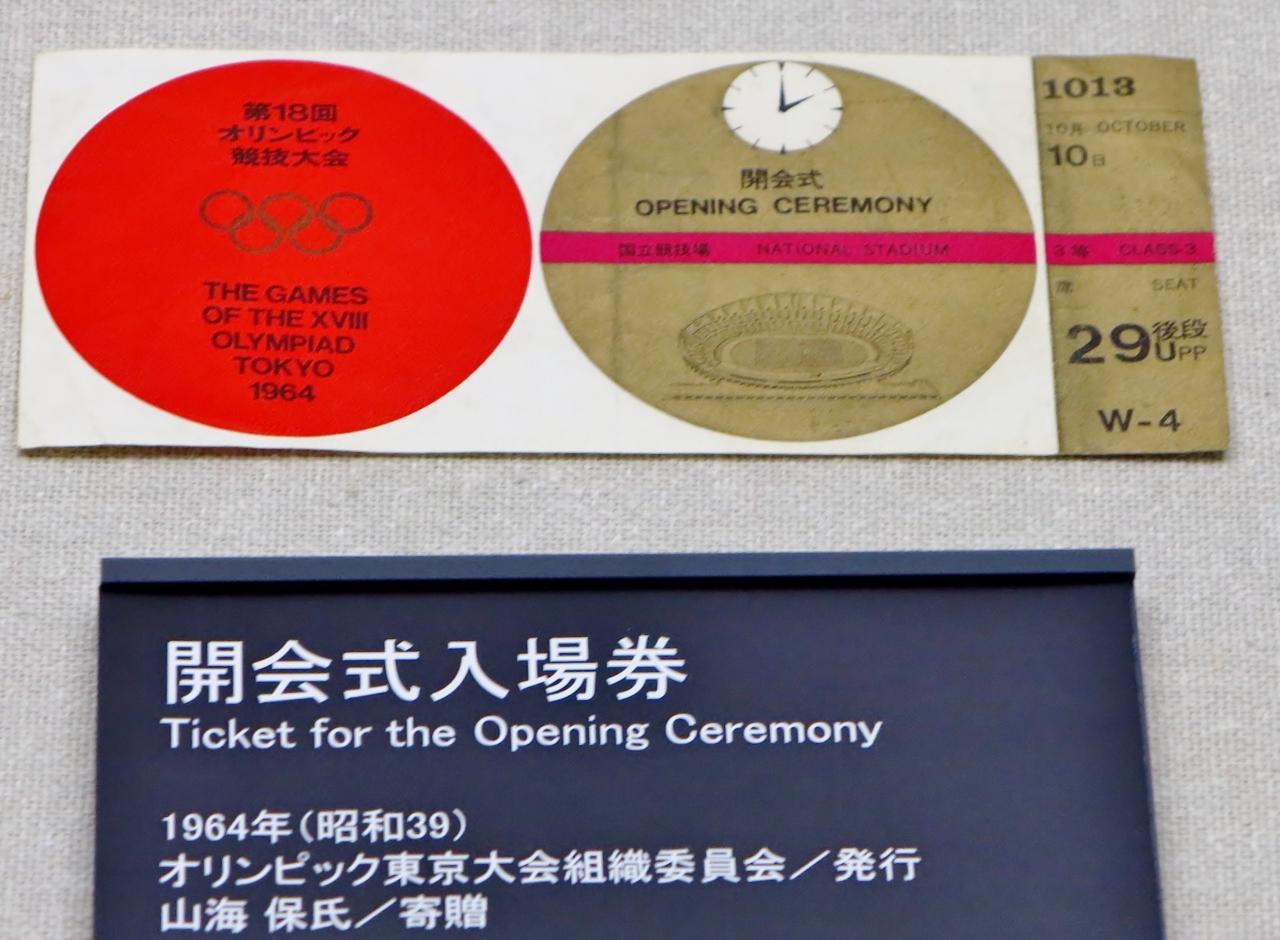 第18回
オリンピック
競技大会
THE GAMES
OF THE XVIII
OLYMPIAD
TOKYO
1964
開会式
OPENING CEREMONY
国立競技場 NATIONAL STADIUM
1013
10月 OCTOBER
10日
3等 CLASS-3
席 SEAT
29 後段 UPP
W-4
開会式入場券
Ticket for the Opening Ceremony
1964年(昭和39)
オリンピック東京大会組織委員会/発行
山海 保氏/寄贈